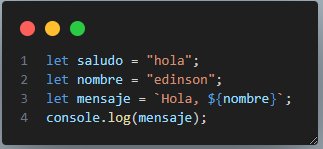 1 let saludo = "hola";
2 let nombre = "edinson";
3 let mensaje = `Hola, ${nombre}`;
4 console.log(mensaje);